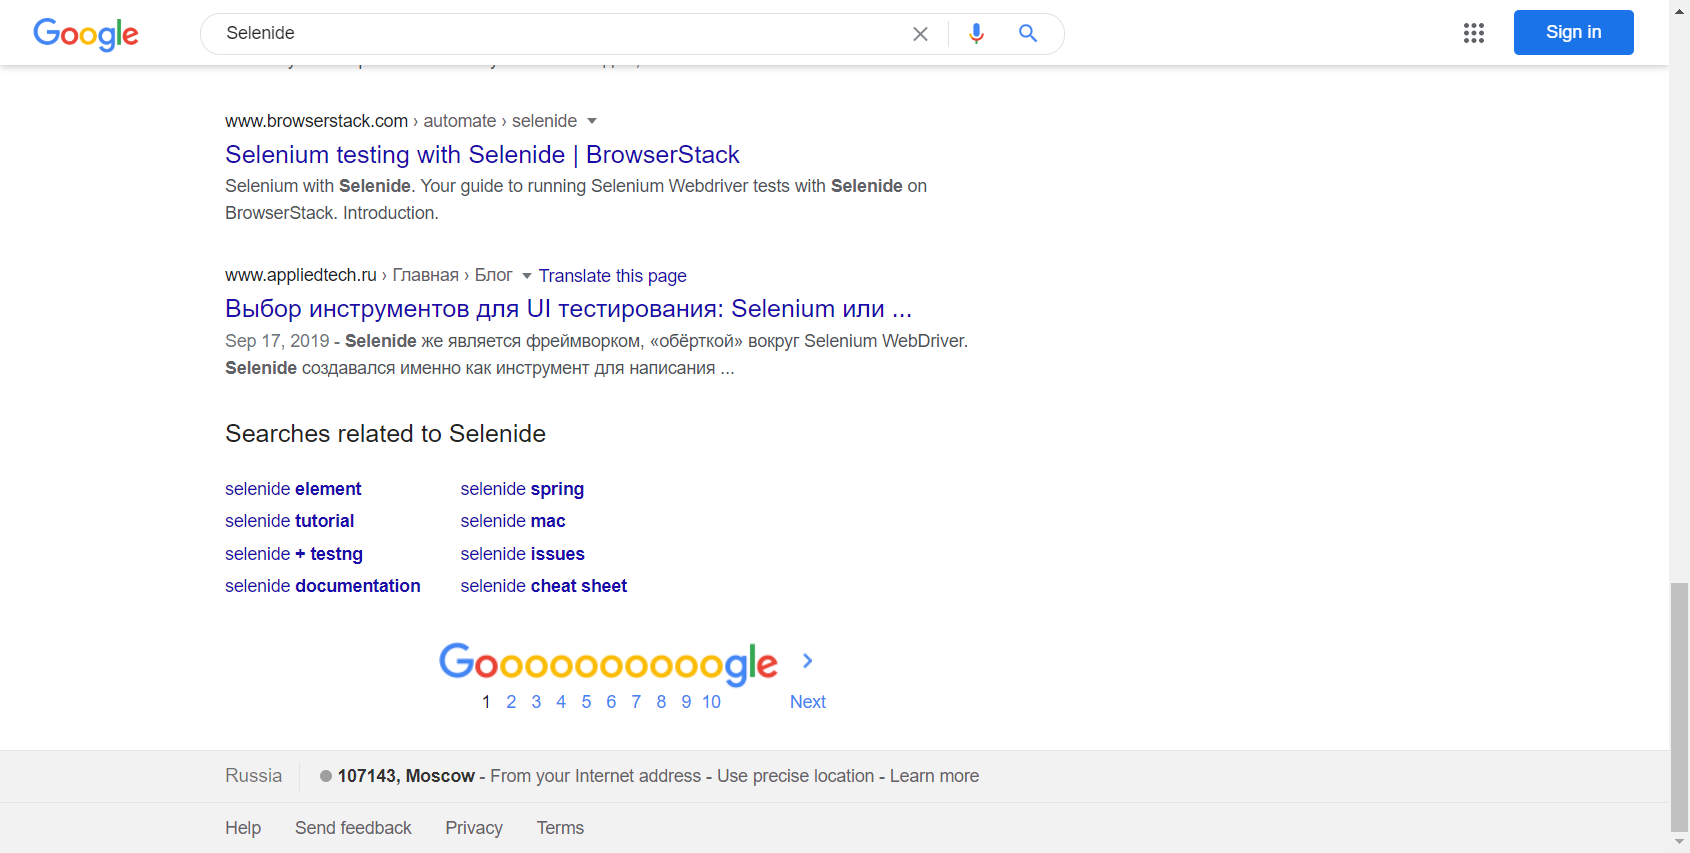 Google
Selenide
Sign in
www.browserstack.com › automate › selenide
Selenium testing with Selenide | BrowserStack
Selenium with Selenide. Your guide to running Selenium Webdriver tests with Selenide on
BrowserStack. Introduction.
www.appliedtech.ru › Главная › Блог Translate this page
Выбор инструментов для UI тестирования: Selenium или ...
Sep 17, 2019 - Selenide же является фреймворком, «обёрткой» вокруг Selenium WebDriver.
Selenide создавался именно как инструмент для написания ...
Searches related to Selenide
selenide element
selenide spring
selenide tutorial
selenide mac
selenide + testng
selenide issues
selenide documentation
selenide cheat sheet
Goooooooooogle
1 2 3 4 5 6 7 8 9 10 Next
Russia 107143, Moscow - From your Internet address - Use precise location - Learn more
Help Send feedback Privacy Terms